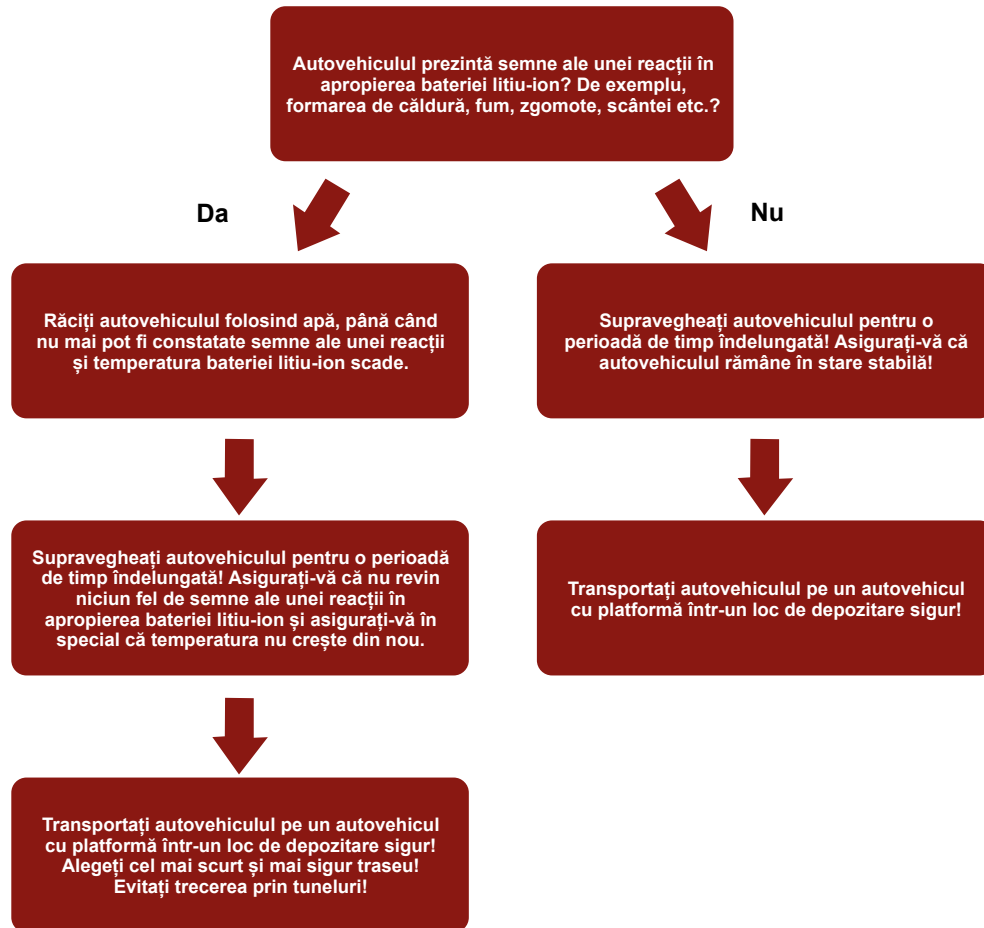 Autovehiculul prezintă semne ale unei reacții în
apropierea bateriei litiu-ion? De exemplu,
formarea de căldură, fum, zgomote, scântei etc.?
Da
Nu
Răciți autovehiculul folosind apă, până când
nu mai pot fi constatate semne ale unei reacții
și temperatura bateriei litiu-ion scade.
Supravegheați autovehiculul pentru o
perioadă de timp îndelungată! Asigurați-vă că
autovehiculul rămâne în stare stabilă!
Supravegheați autovehiculul pentru o perioadă
de timp îndelungată! Asigurați-vă că nu revin
niciun fel de semne ale unei reacții în
apropierea bateriei litiu-ion și asigurați-vă în
special că temperatura nu crește din nou.
Transportați autovehiculul pe un autovehicul
cu platformă într-un loc de depozitare sigur!
Transportați autovehiculul pe un autovehicul
cu platformă într-un loc de depozitare sigur!
Alegeți cel mai scurt și mai sigur traseu!
Evitați trecerea prin tuneluri!